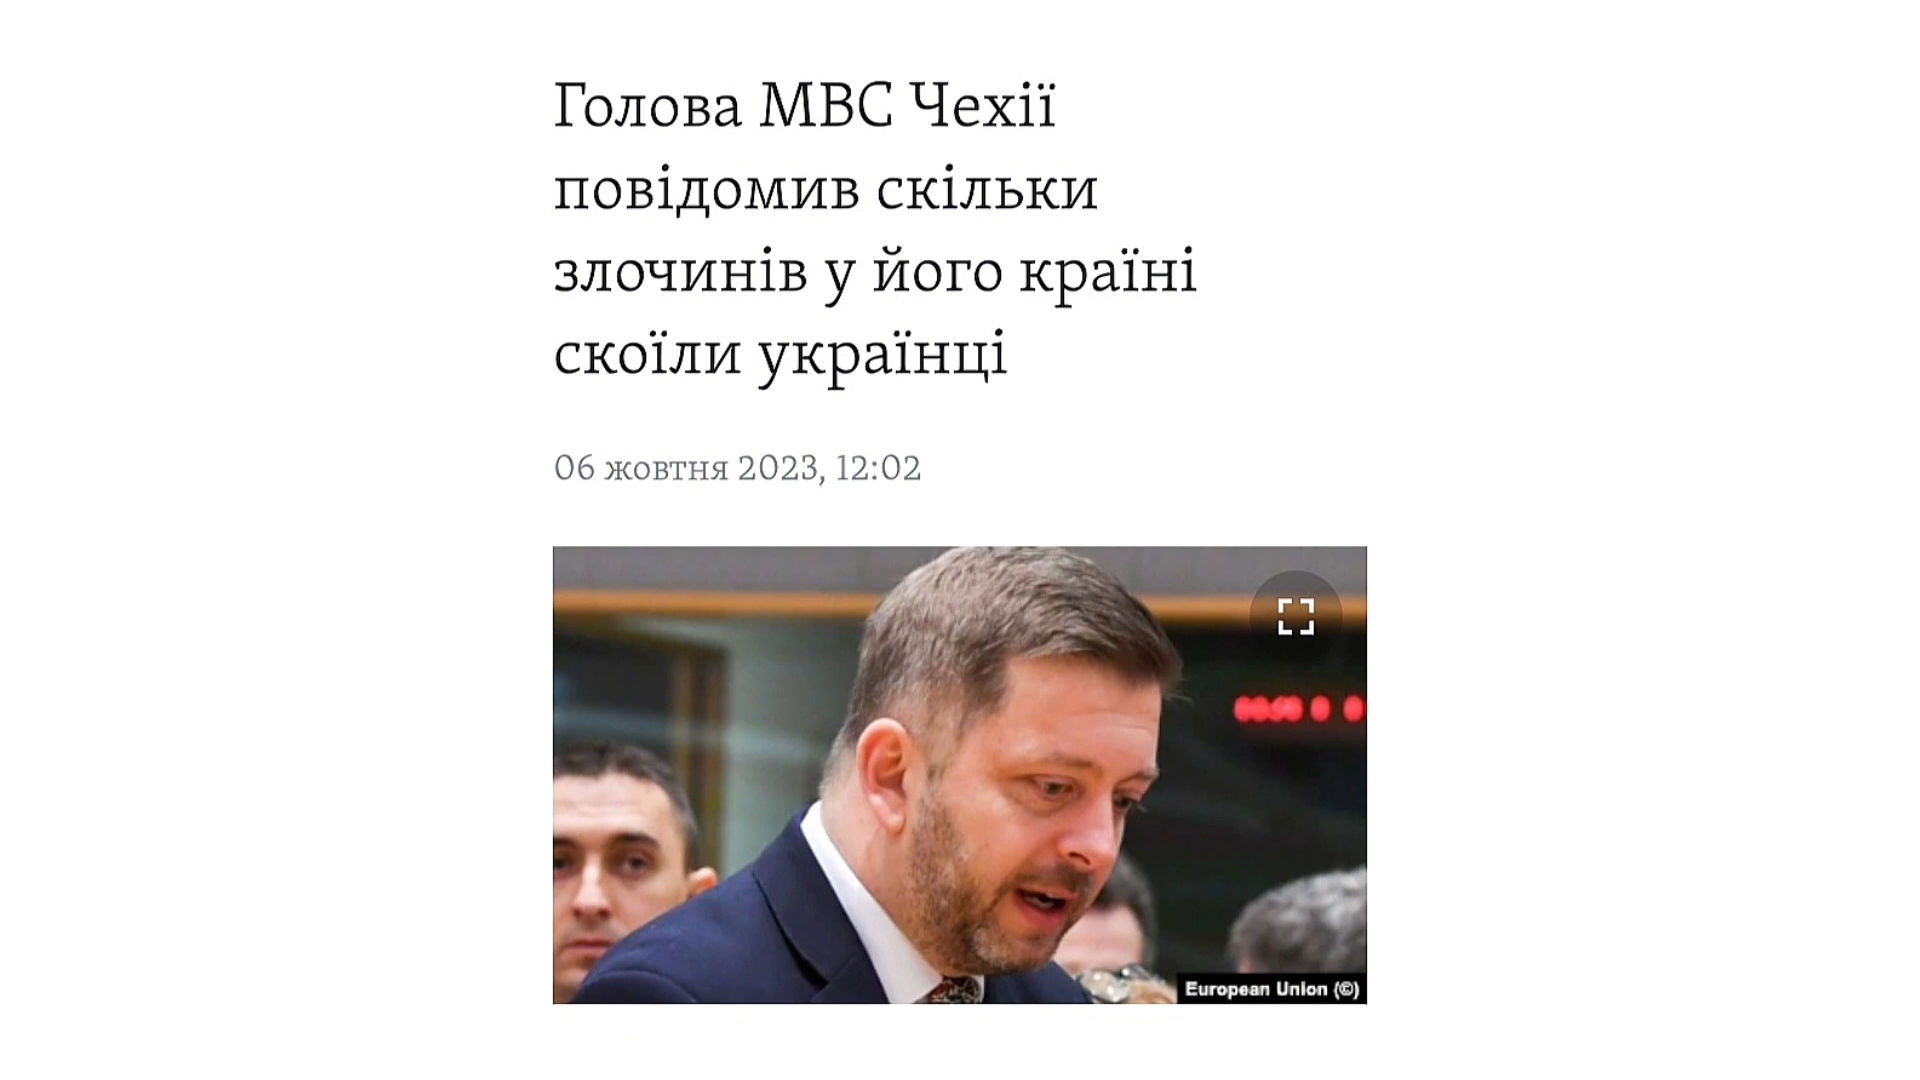 Голова МВС Чехії
повідомив скільки
злочинів у його країні
скоїли українці
06 жовтня 2023, 12:02
European Union (©)